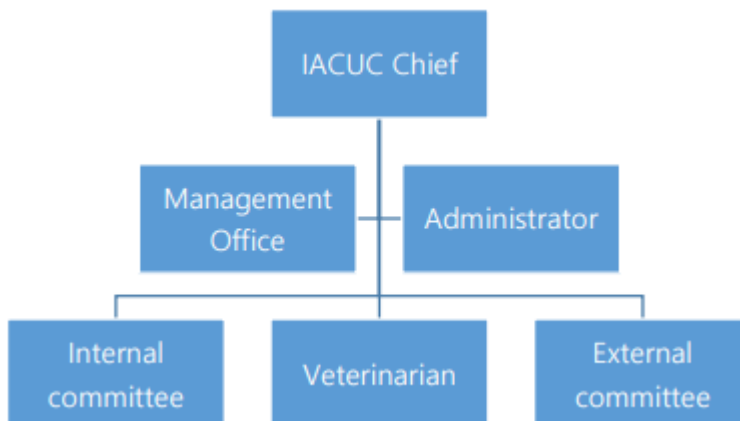 IACUC Chief
Management
Office
Administrator
Internal
committee
Veterinarian
External
committee